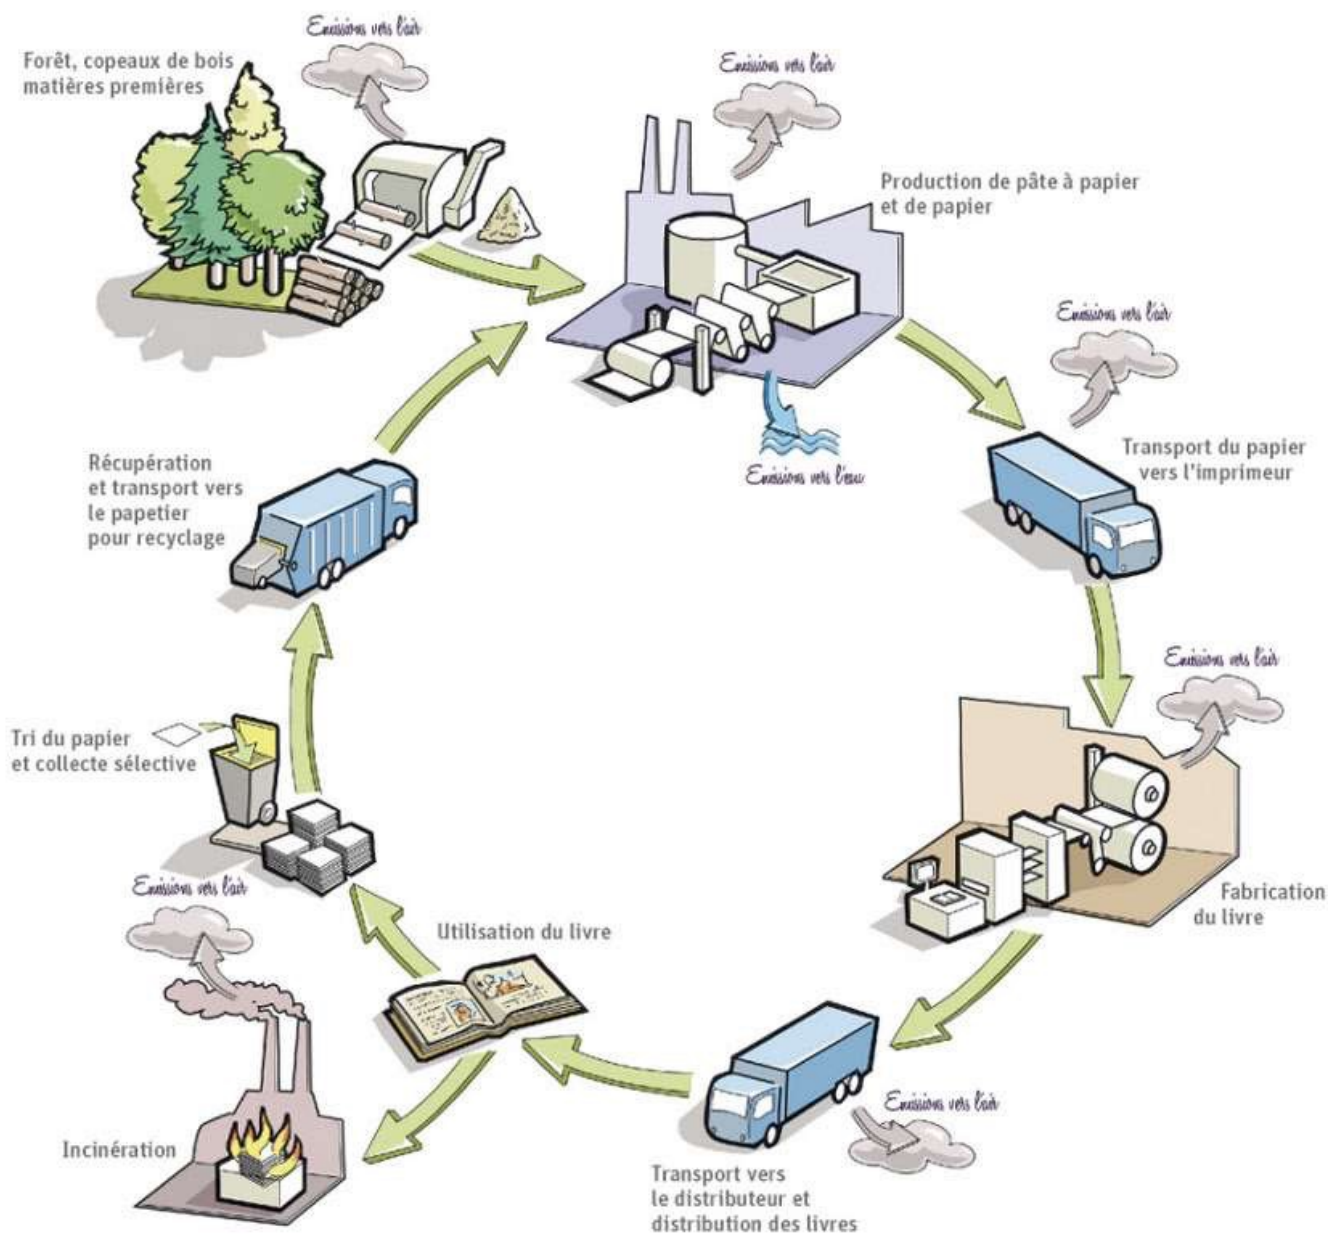 Emissions vers l'air
Forêt, copeaux de bois
matières premières
Emissions vers l'air
Production de pâte à papier
et de papier
Emissions vers l'air
Transport du papier
vers l'imprimeur
Emissions vers l'eau
Récupération
et transport vers
le papetier
pour recyclage
Emissions vers l'air
Tri du papier
et collecte sélective
Fabrication
du livre
Emissions vers l'air
Utilisation du livre
Emissions vers l'air
Incinération
Transport vers
le distributeur et
distribution des livres